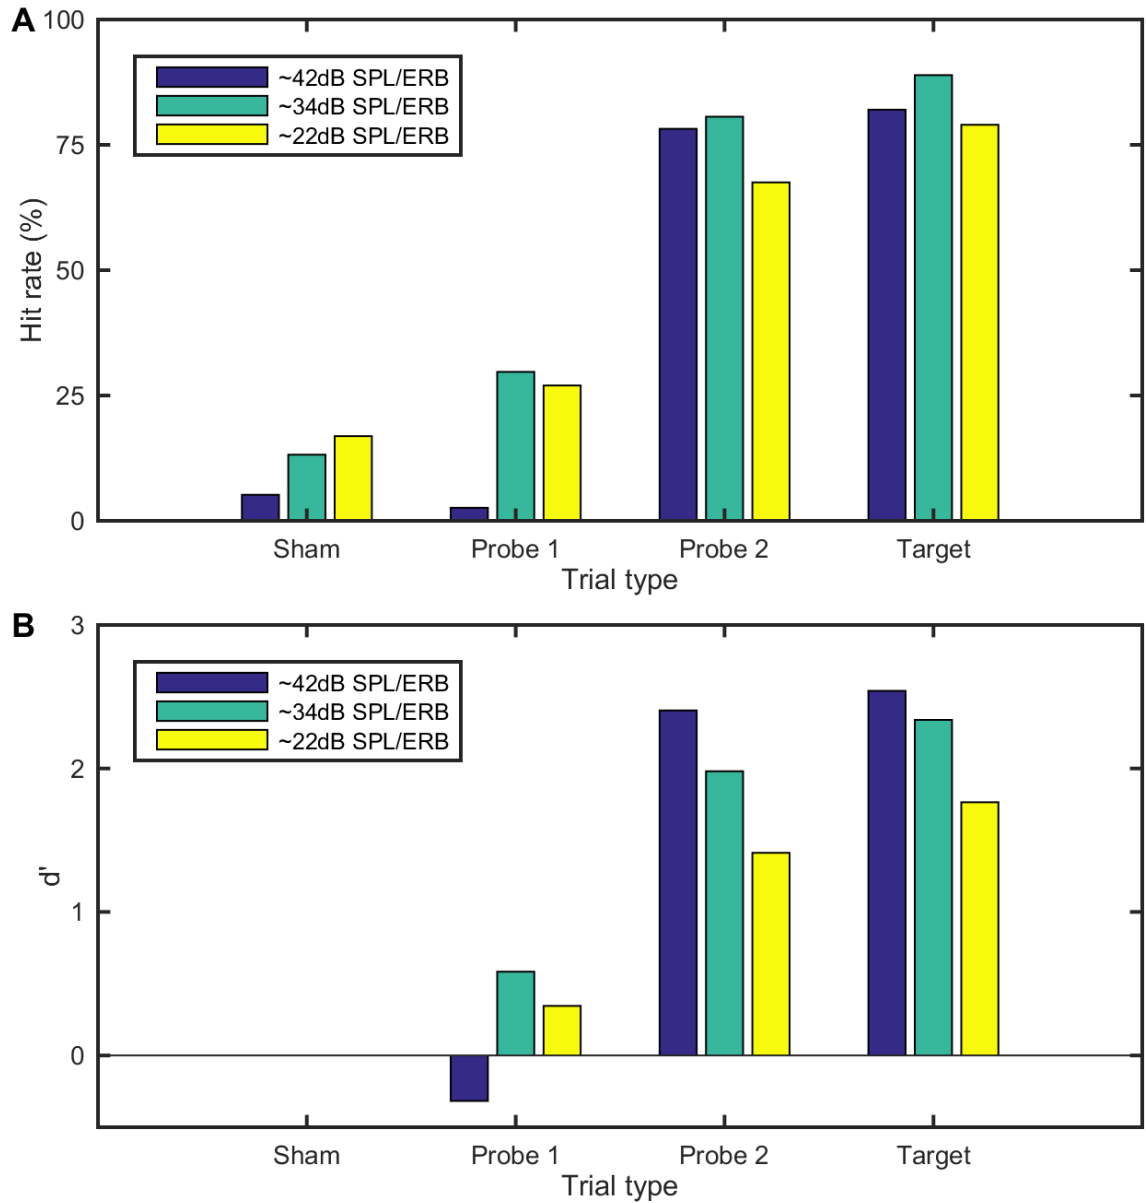 A
100
75
50
25
0
Hit rate (%)
~42dB SPL/ERB
~34dB SPL/ERB
~22dB SPL/ERB
Sham Probe 1 Probe 2 Target
Trial type
B
3
2
1
0
d'
~42dB SPL/ERB
~34dB SPL/ERB
~22dB SPL/ERB
Sham Probe 1 Probe 2 Target
Trial type